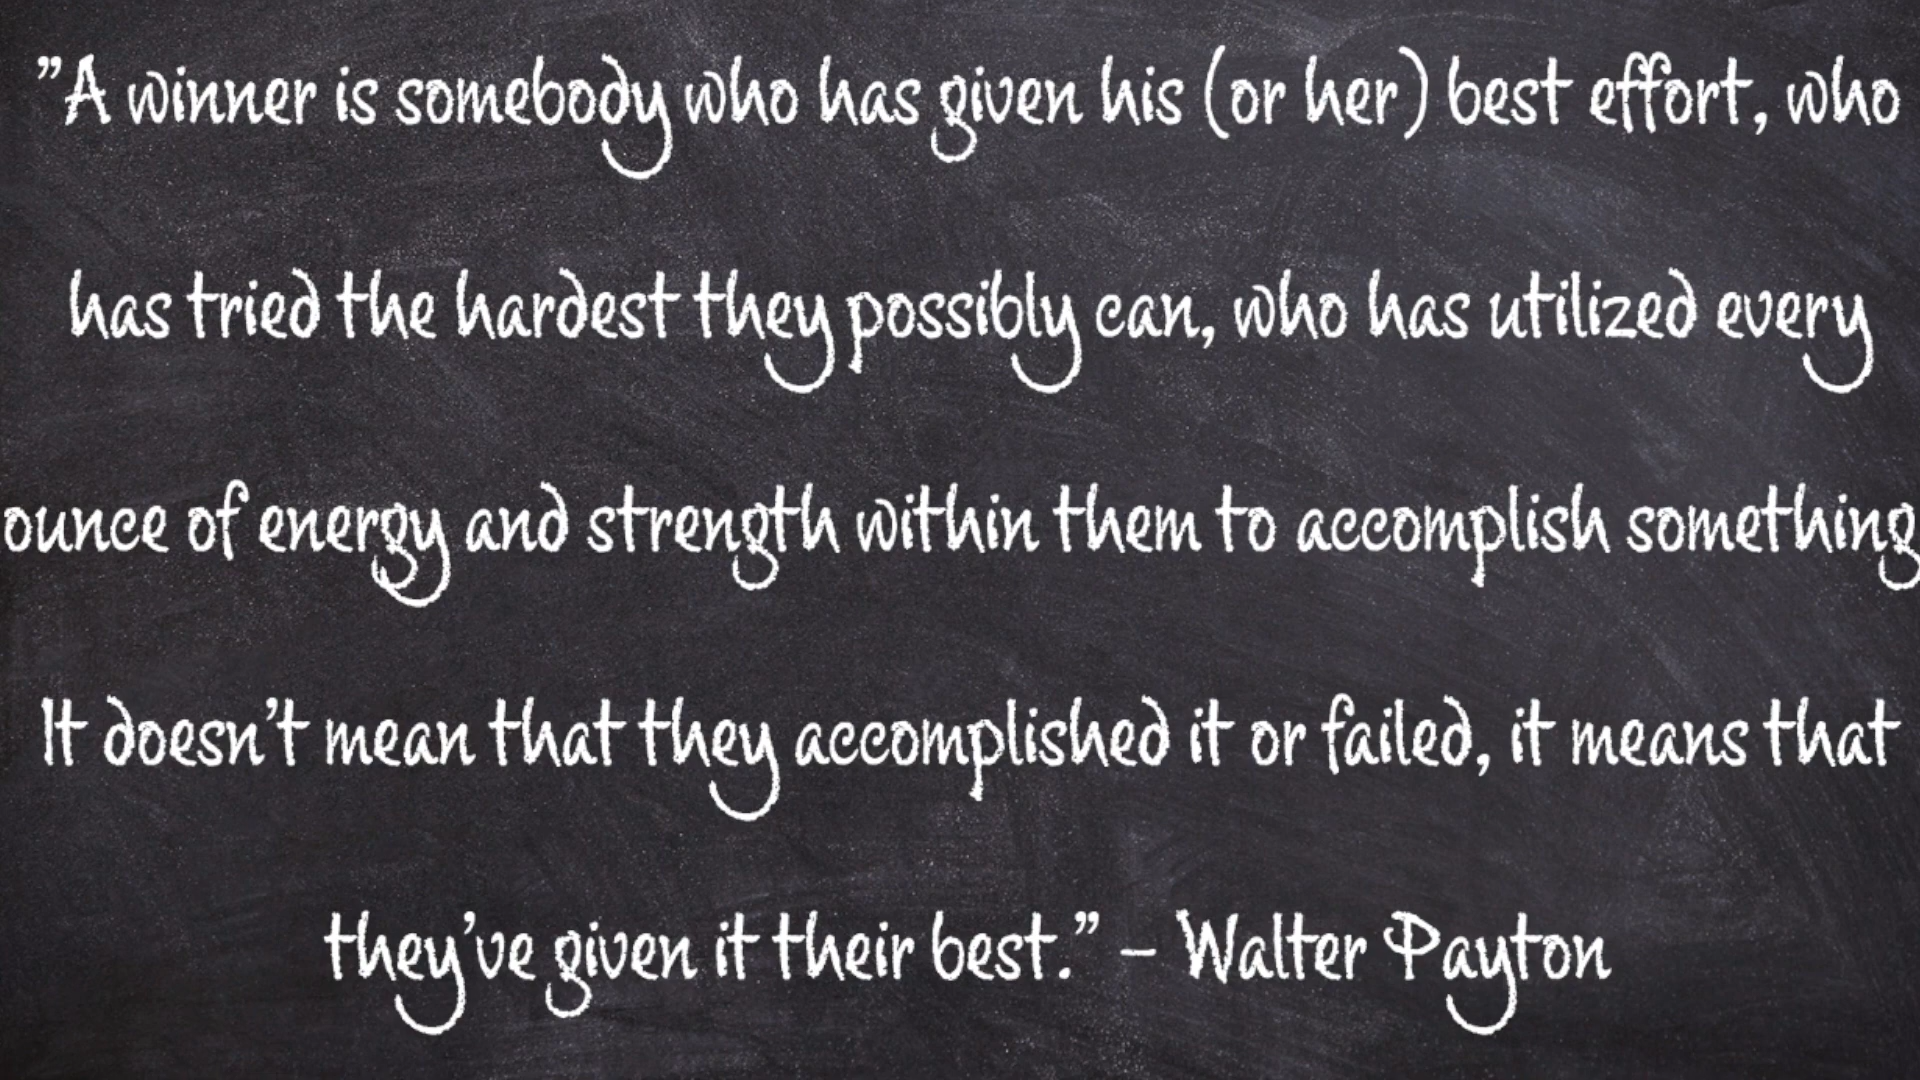 ”A winner is somebody who has given his (or her) best effort, who
has tried the hardest they possibly can, who has utilized every
ounce of energy and strength within them to accomplish something
It doesn’t mean that they accomplished it or failed, it means that
they’ve given it their best.” – Walter Payton